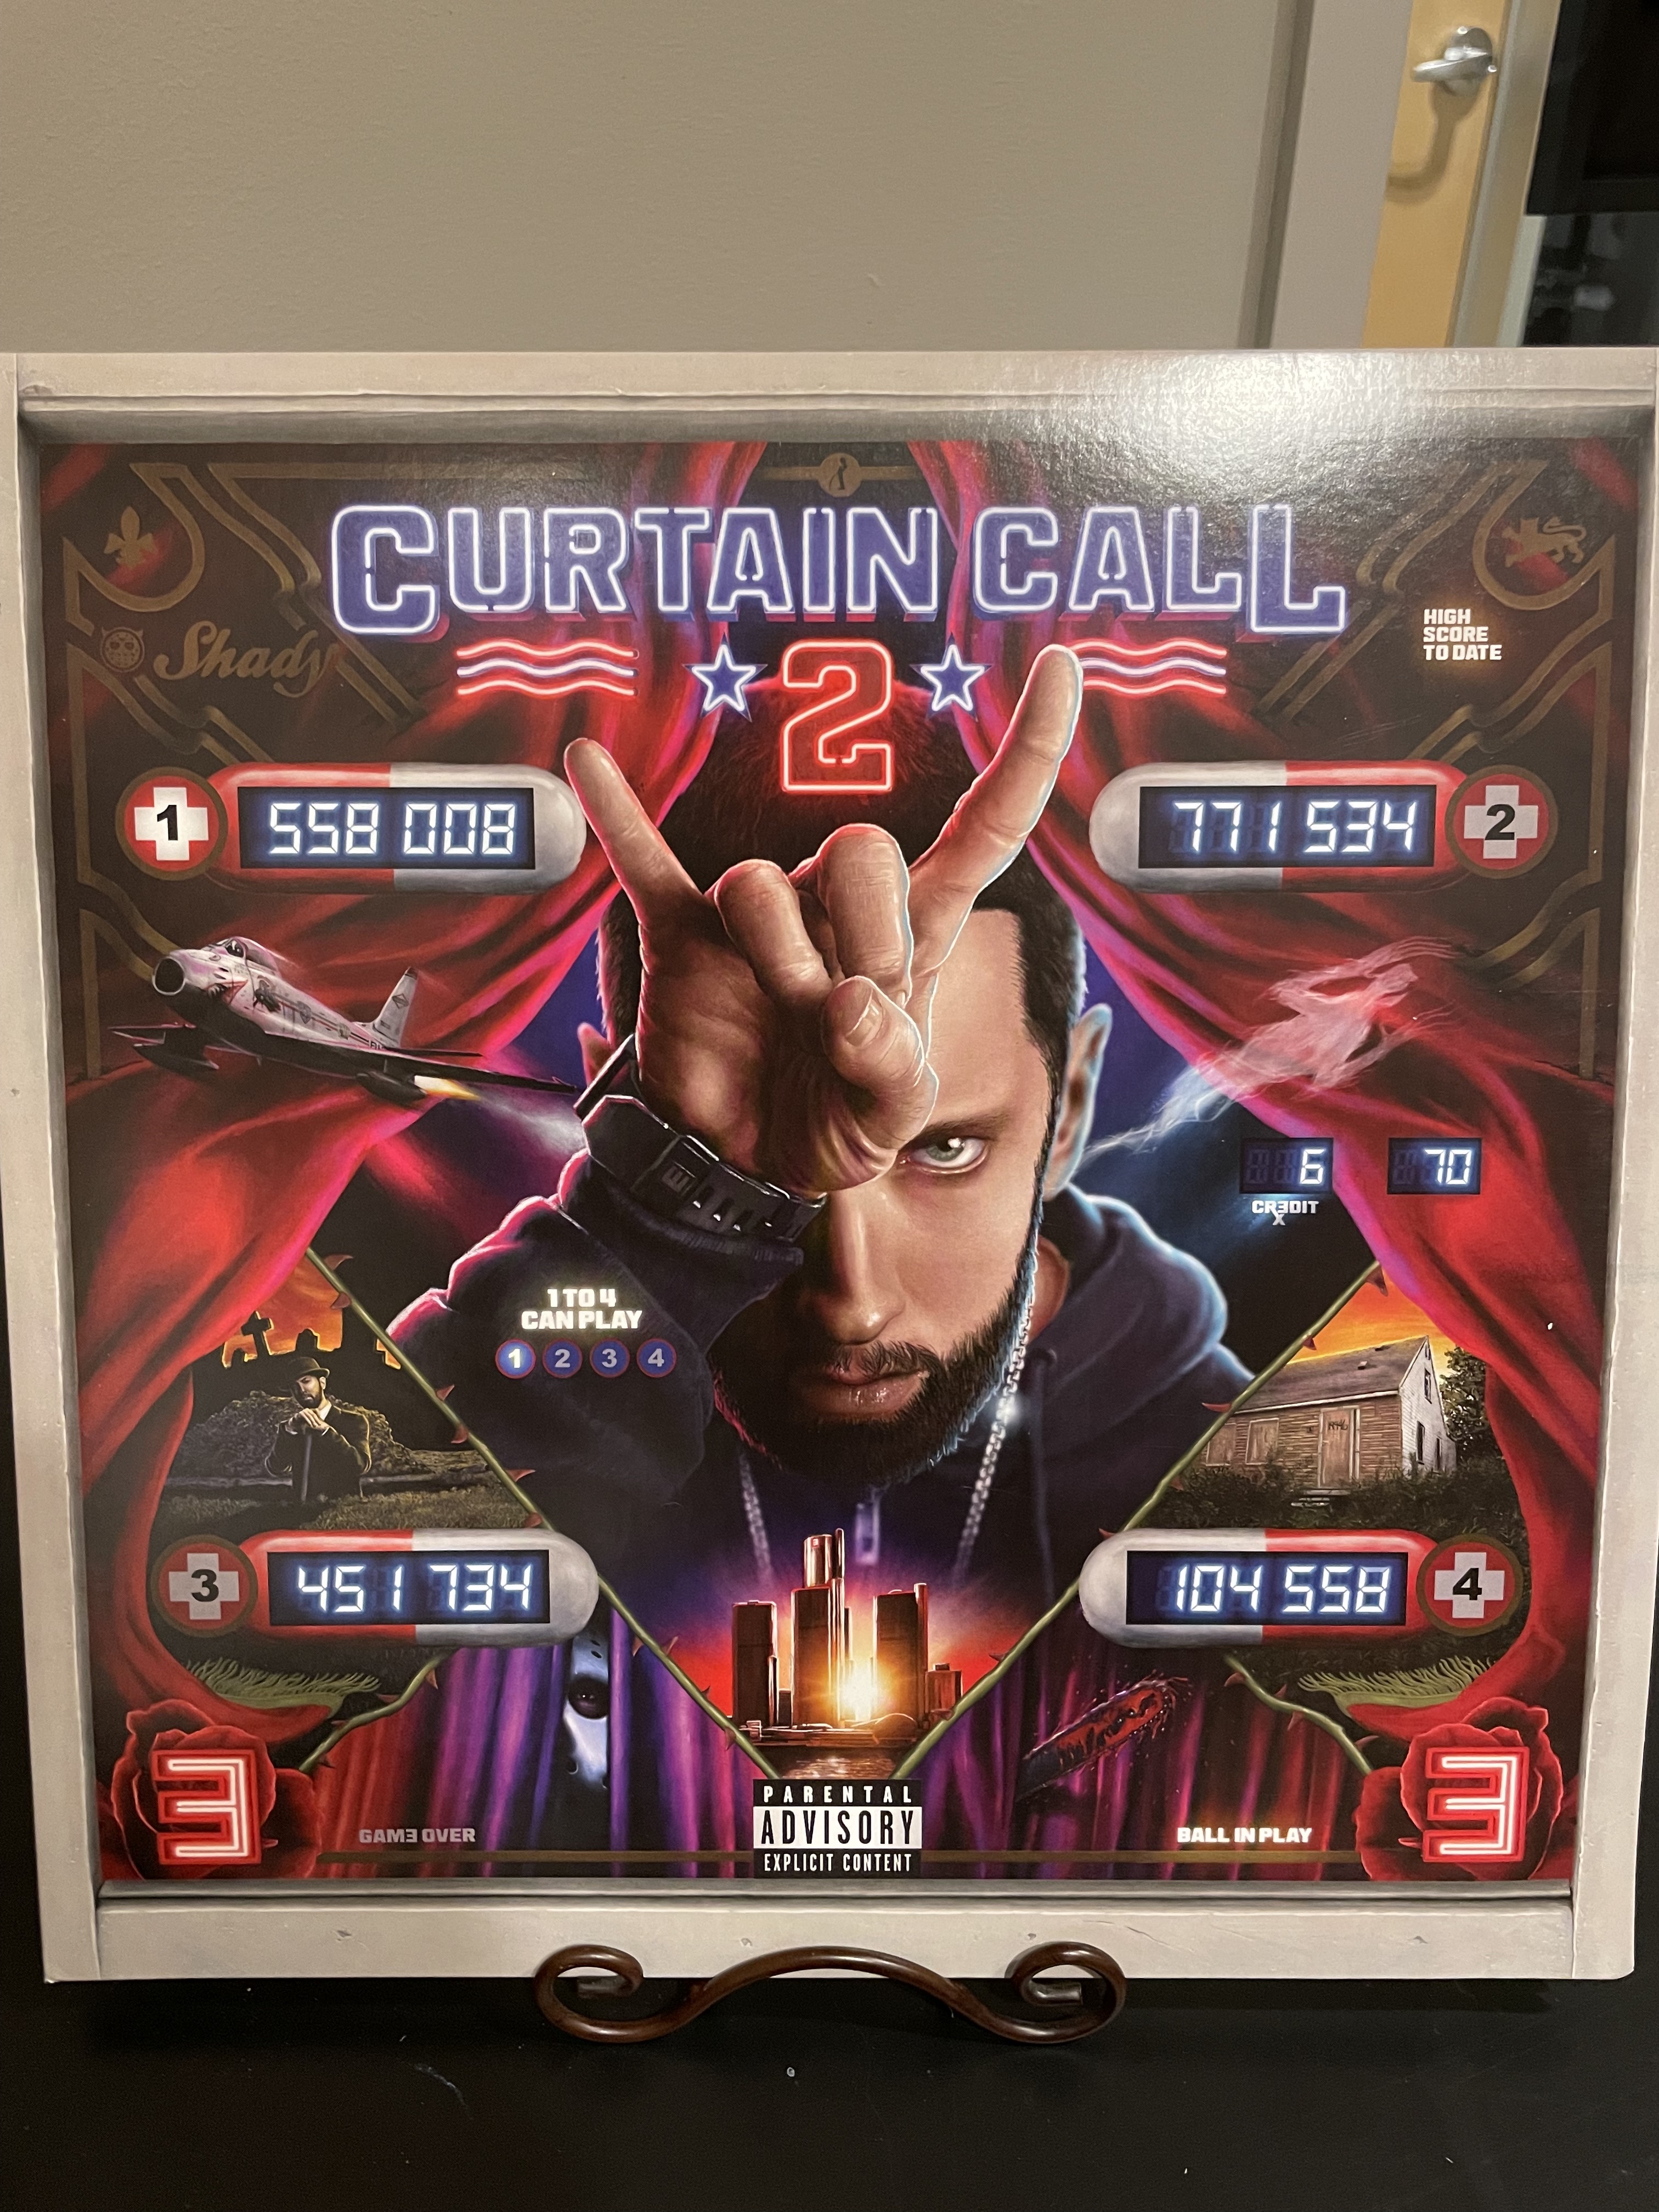 CURTAIN CALL
2
Shady
HIGH
SCORE
TO DATE
1
558 008
771 534
2
6
70
CRƎDIT
X
1 TO 4
CAN PLAY
1 2 3 4
3
451 734
104 558
4
Ǝ
Ǝ
GAMƎ OVER
BALL IN PLAY
PARENTAL
ADVISORY
EXPLICIT CONTENT